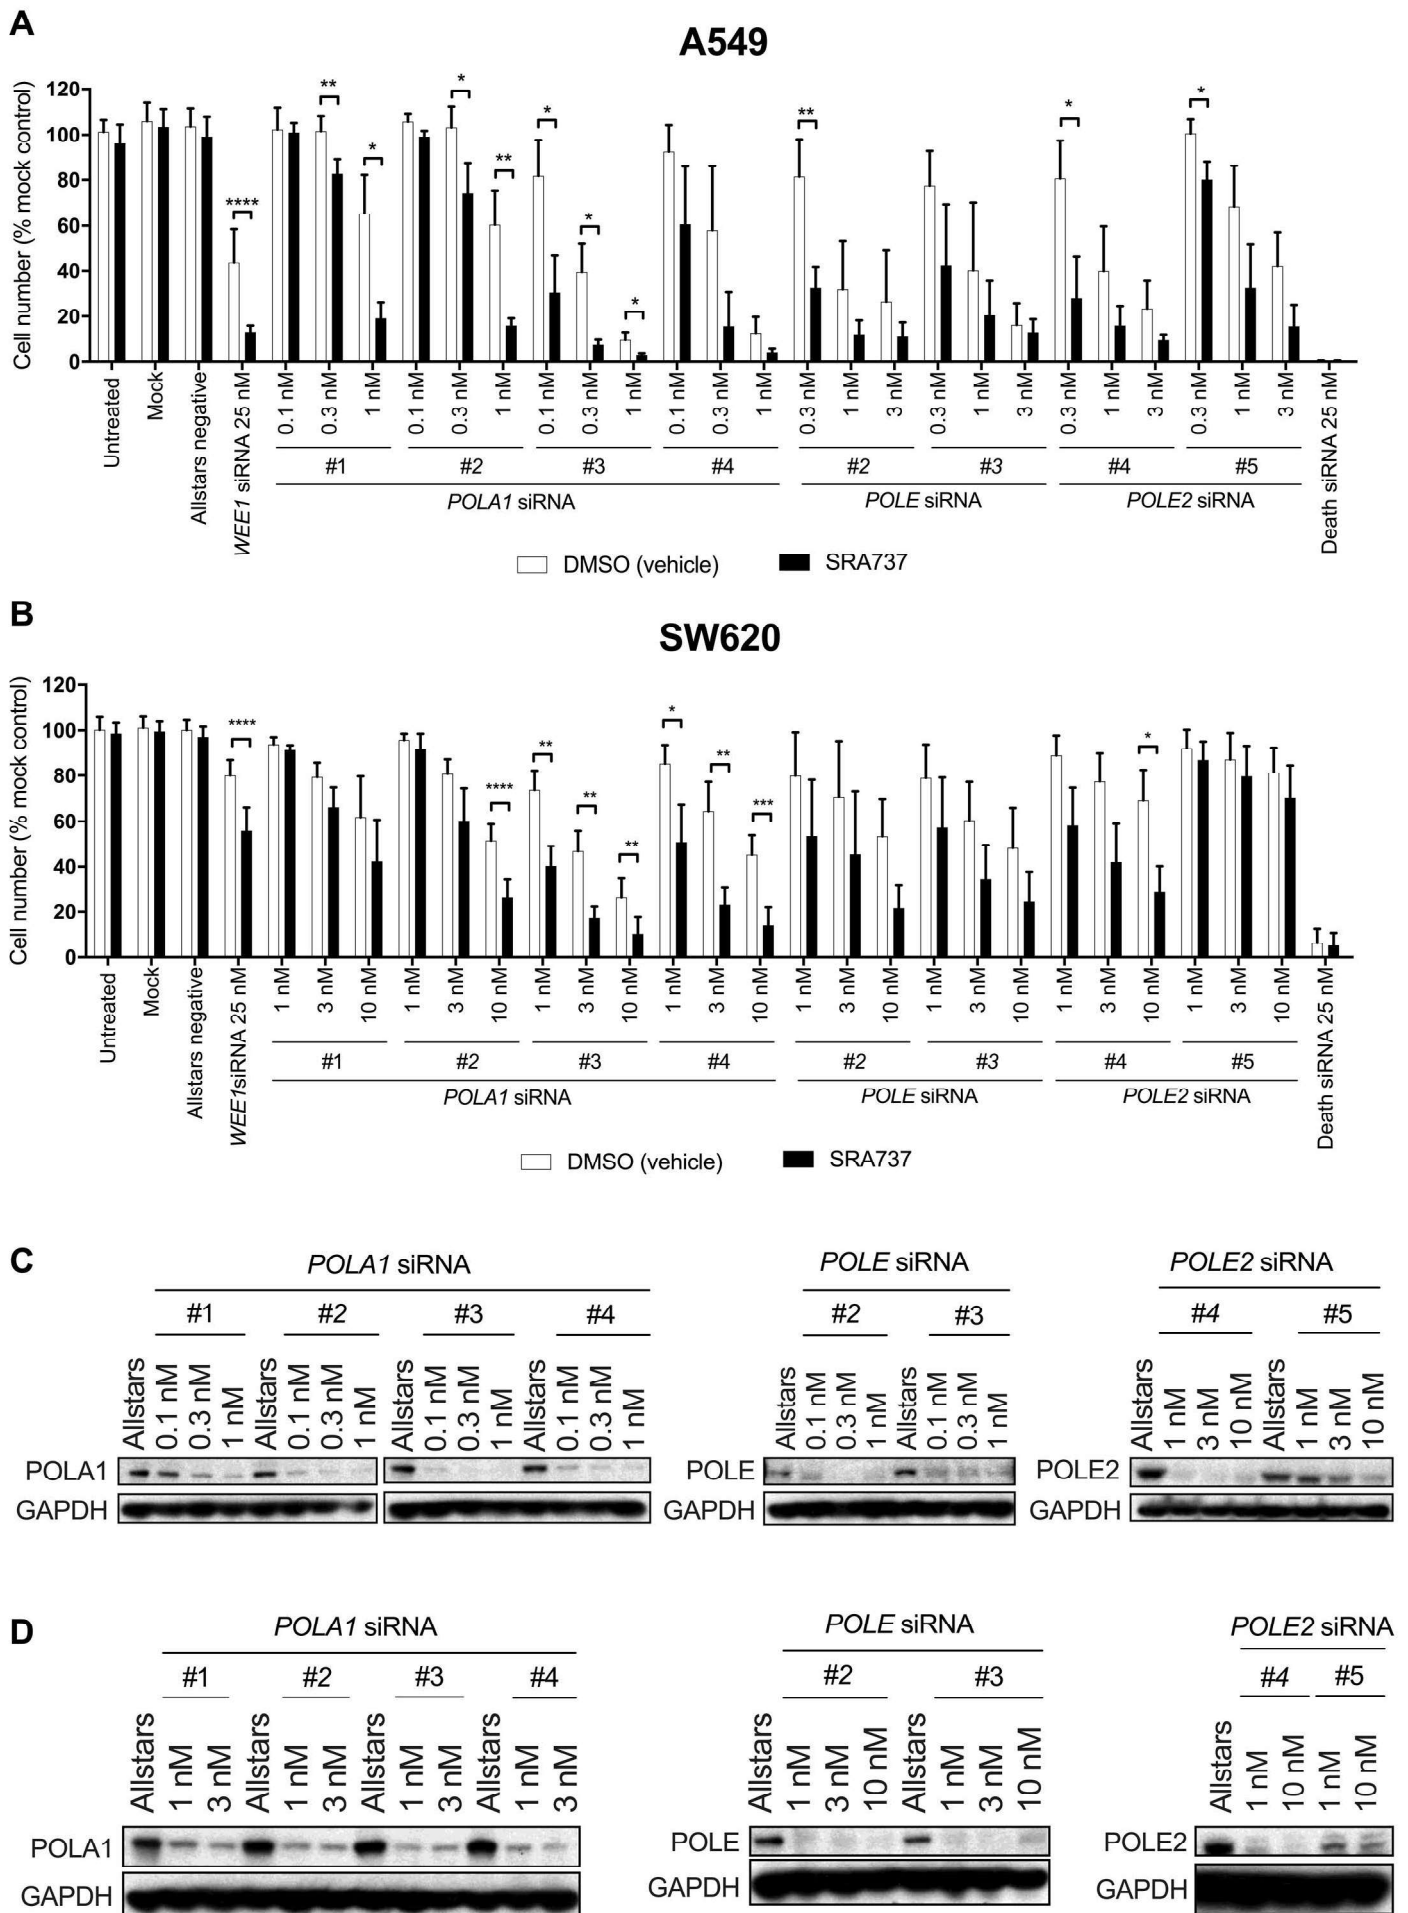 A
A549
Cell number (% mock control)
120
100
80
60
40
20
0
** * * ** * * * ** * * ****
Untreated
Mock
Allstars negative
WEE1 siRNA 25 nM
0.1 nM 0.3 nM 1 nM 0.1 nM 0.3 nM 1 nM 0.1 nM 0.3 nM 1 nM 0.1 nM 0.3 nM 1 nM 0.3 nM 1 nM 3 nM 0.3 nM 1 nM 3 nM 0.3 nM 1 nM 3 nM 0.3 nM 1 nM 3 nM
Death siRNA 25 nM
#1 #2 #3 #4 #2 #3 #4 #5
POLA1 siRNA POLE siRNA POLE2 siRNA
DMSO (vehicle) SRA737
B
SW620
Cell number (% mock control)
120
100
80
60
40
20
0
**** **** ** ** ** * ** *** *
Untreated
Mock
Allstars negative
WEE1siRNA 25 nM
1 nM 3 nM 10 nM 1 nM 3 nM 10 nM 1 nM 3 nM 10 nM 1 nM 3 nM 10 nM 1 nM 3 nM 10 nM 1 nM 3 nM 10 nM 1 nM 3 nM 10 nM 1 nM 3 nM 10 nM
Death siRNA 25 nM
#1 #2 #3 #4 #2 #3 #4 #5
POLA1 siRNA POLE siRNA POLE2 siRNA
DMSO (vehicle) SRA737
C
POLA1 siRNA POLE siRNA POLE2 siRNA
#1 #2 #3 #4 #2 #3 #4 #5
Allstars 0.1 nM 0.3 nM 1 nM Allstars 0.1 nM 0.3 nM 1 nM Allstars 0.1 nM 0.3 nM 1 nM Allstars 0.1 nM 0.3 nM 1 nM Allstars 0.1 nM 0.3 nM 1 nM Allstars 0.1 nM 0.3 nM 1 nM Allstars 1 nM 3 nM 10 nM Allstars 1 nM 3 nM 10 nM
POLA1 POLE POLE2
GAPDH GAPDH GAPDH
D
POLA1 siRNA POLE siRNA POLE2 siRNA
#1 #2 #3 #4 #2 #3 #4 #5
Allstars 1 nM 3 nM Allstars 1 nM 3 nM Allstars 1 nM 3 nM Allstars 1 nM 3 nM Allstars 1 nM 3 nM 10 nM Allstars 1 nM 3 nM 10 nM Allstars 1 nM 10 nM 1 nM 10 nM
POLA1 POLE POLE2
GAPDH GAPDH GAPDH